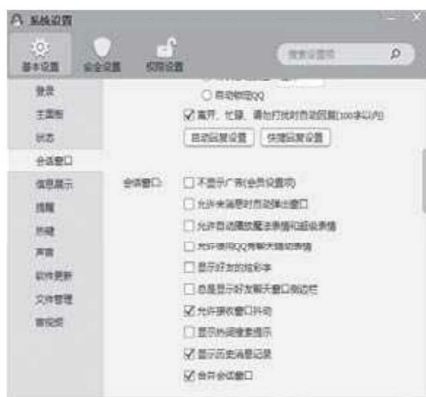 系统设置
基本设置 安全设置 权限设置
搜索设置项
登录
自动锁定QQ
主面板
离开、忙碌、请勿打扰时自动回复(100字以内)
状态
自动回复设置 快捷回复设置
会话窗口
信息展示
会话窗口: 不显示广告(会员设置项)
提醒
允许来消息时自动弹出窗口
热键
允许自动播放魔法表情和超级表情
声音
允许使用QQ秀聊天辅助表情
软件更新
显示好友的炫彩字
文件管理
总是显示好友聊天窗口侧边栏
音视频
允许接收窗口抖动
显示热词搜索提示
显示历史消息记录
合并会话窗口